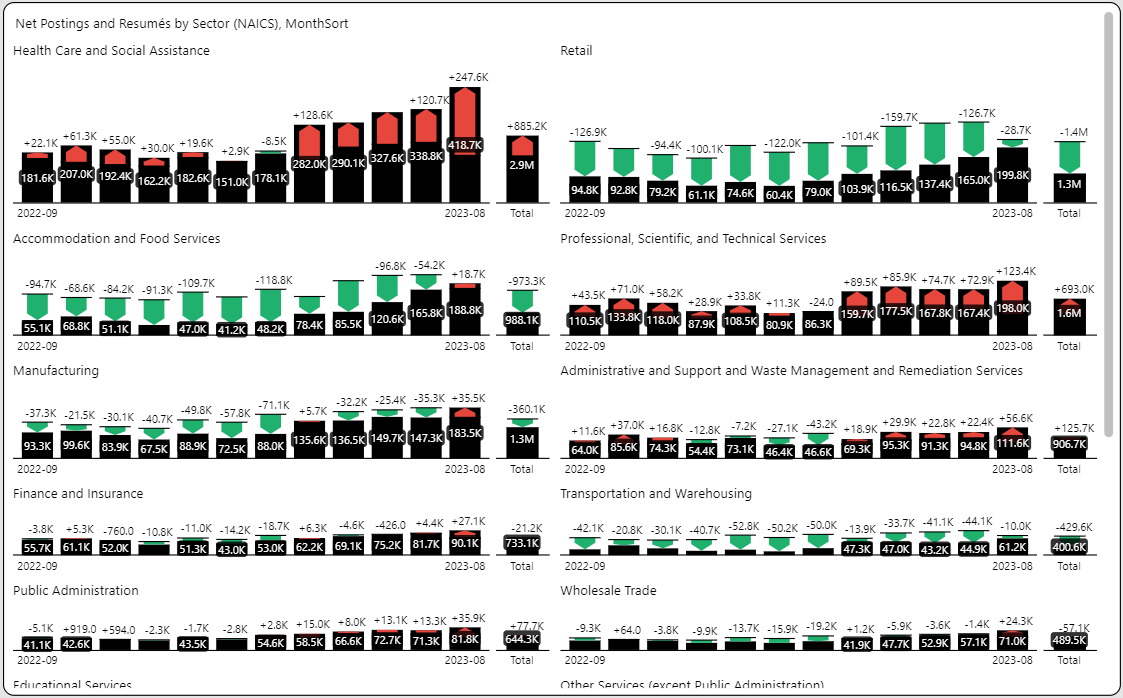 Net Postings and Resumés by Sector (NAICS), MonthSort
Health Care and Social Assistance
+22.1K +61.3K +55.0K +30.0K +19.6K +2.9K -8.5K +128.6K +120.7K +247.6K +885.2K
181.6K 207.0K 192.4K 162.2K 182.6K 151.0K 178.1K 282.0K 290.1K 327.6K 338.8K 418.7K 2.9M
2022-09 2023-08 Total
Retail
-126.9K -94.4K -100.1K -122.0K -101.4K -159.7K -126.7K -28.7K -1.4M
94.8K 92.8K 79.2K 61.1K 74.6K 60.4K 79.0K 103.9K 116.5K 137.4K 165.0K 199.8K 1.3M
2022-09 2023-08 Total
Accommodation and Food Services
-94.7K -68.6K -84.2K -91.3K -109.7K -118.8K -96.8K -54.2K +18.7K -973.3K
55.1K 68.8K 51.1K 47.0K 41.2K 48.2K 78.4K 85.5K 120.6K 165.8K 188.8K 988.1K
2022-09 2023-08 Total
Professional, Scientific, and Technical Services
+43.5K +71.0K +58.2K +28.9K +33.8K +11.3K -24.0 +89.5K +85.9K +74.7K +72.9K +123.4K +693.0K
110.5K 133.8K 118.0K 87.9K 108.5K 80.9K 86.3K 159.7K 177.5K 167.8K 167.4K 198.0K 1.6M
2022-09 2023-08 Total
Manufacturing
-37.3K -21.5K -30.1K -40.7K -49.8K -57.8K -71.1K +5.7K -32.2K -25.4K -35.3K +35.5K -360.1K
93.3K 99.6K 83.9K 67.5K 88.9K 72.5K 88.0K 135.6K 136.5K 149.7K 147.3K 183.5K 1.3M
2022-09 2023-08 Total
Administrative and Support and Waste Management and Remediation Services
+11.6K +37.0K +16.8K -12.8K -7.2K -27.1K -43.2K +18.9K +29.9K +22.8K +22.4K +56.6K +125.7K
64.0K 85.6K 74.3K 54.4K 73.1K 46.4K 46.6K 69.3K 95.3K 91.3K 94.8K 111.6K 906.7K
2022-09 2023-08 Total
Finance and Insurance
-3.8K +5.3K -760.0 -10.8K -11.0K -14.2K -18.7K +6.3K -4.6K -426.0 +4.4K +27.1K -21.2K
55.7K 61.1K 52.0K 51.3K 43.0K 53.0K 62.2K 69.1K 75.2K 81.7K 90.1K 733.1K
2022-09 2023-08 Total
Transportation and Warehousing
-42.1K -20.8K -30.1K -40.7K -52.8K -50.2K -50.0K -13.9K -33.7K -41.1K -44.1K -10.0K -429.6K
47.3K 47.0K 43.2K 44.9K 61.2K 400.6K
2022-09 2023-08 Total
Public Administration
-5.1K +919.0 +594.0 -2.3K -1.7K -2.8K +2.8K +15.0K +8.0K +13.1K +13.3K +35.9K +77.7K
41.1K 42.6K 43.5K 54.6K 58.5K 66.6K 72.7K 71.3K 81.8K 644.3K
2022-09 2023-08 Total
Wholesale Trade
-9.3K +64.0 -3.8K -9.9K -13.7K -15.9K -19.2K +1.2K -5.9K -3.6K -1.4K +24.3K -57.1K
41.9K 47.7K 52.9K 57.1K 71.0K 489.5K
2022-09 2023-08 Total
Educational Services
Other Services (except Public Administration)